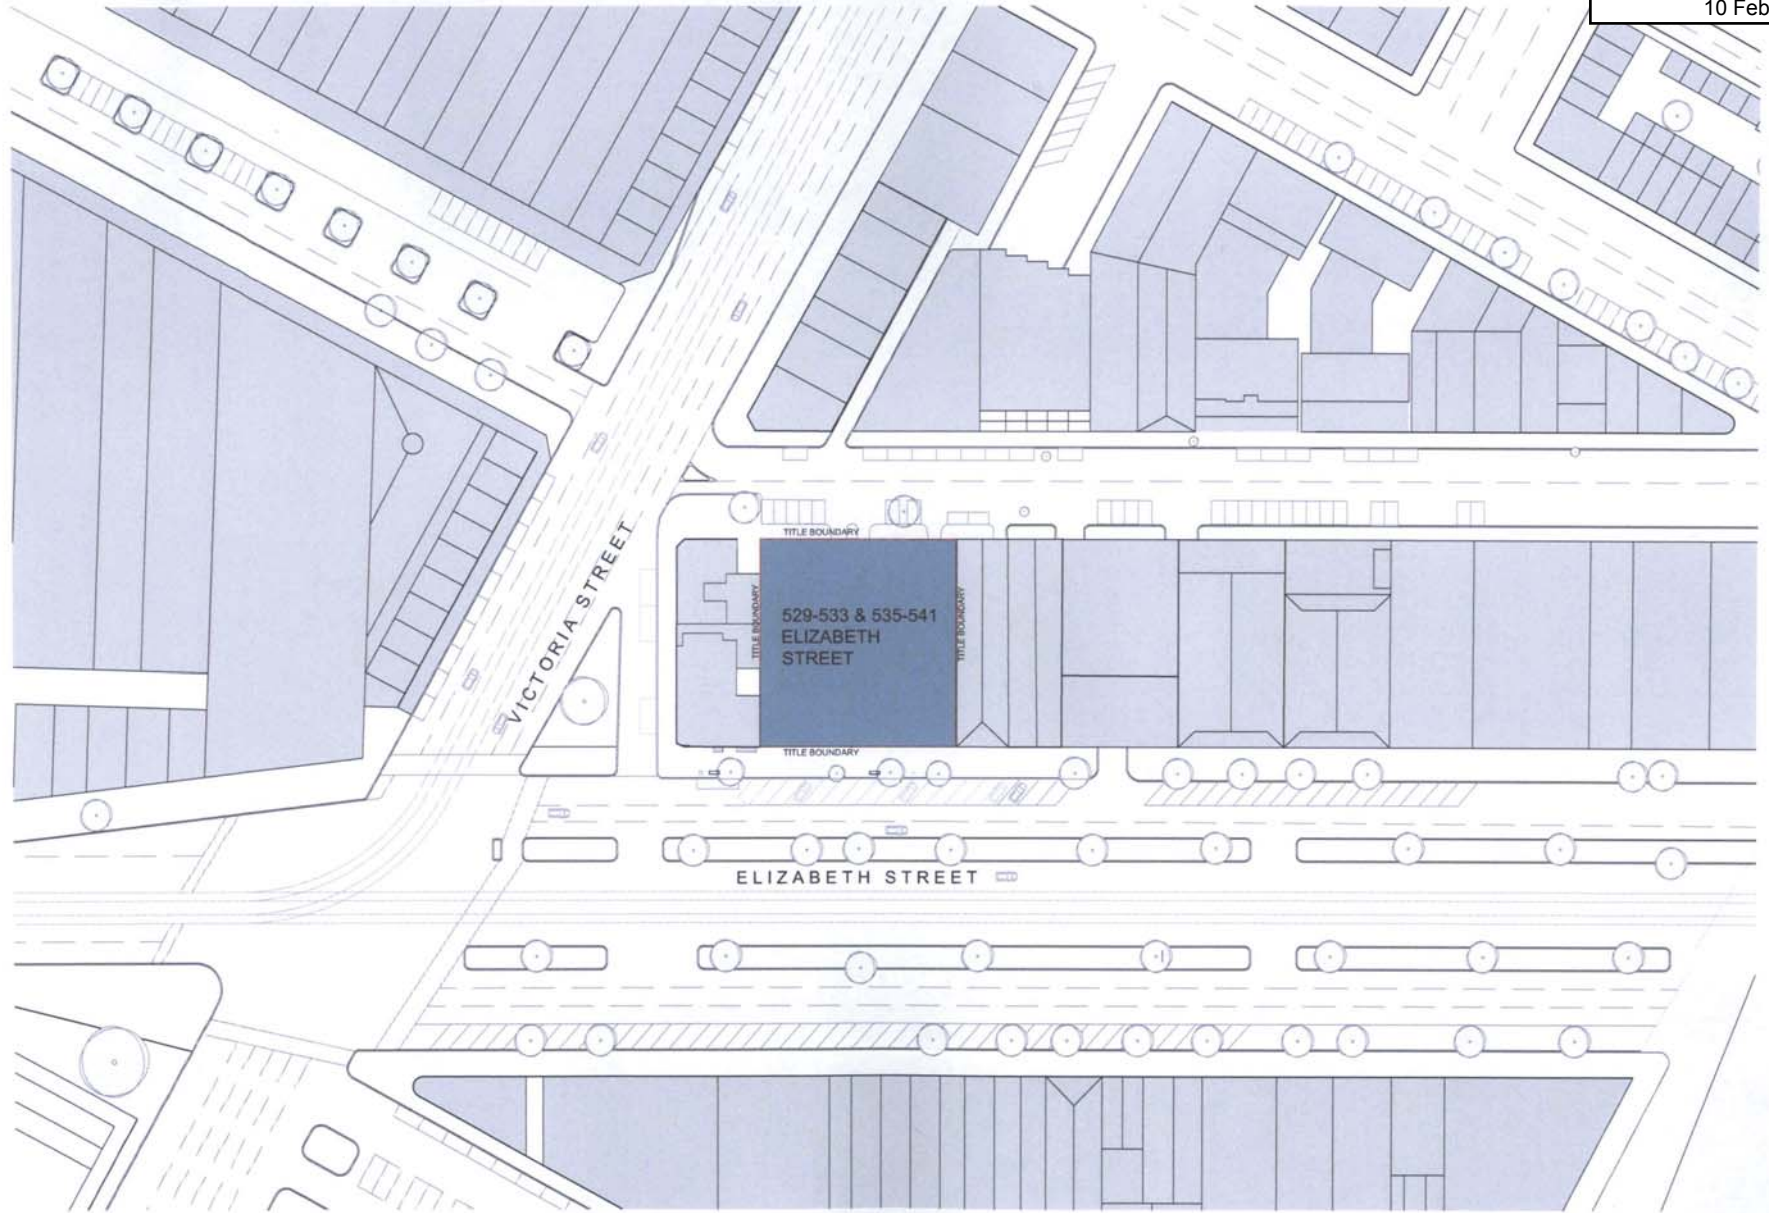 10 Feb
TITLE BOUNDARY
VICTORIA STREET
TITLE BOUNDARY
529-533 & 535-541
ELIZABETH
STREET
TITLE BOUNDARY
TITLE BOUNDARY
ELIZABETH STREET